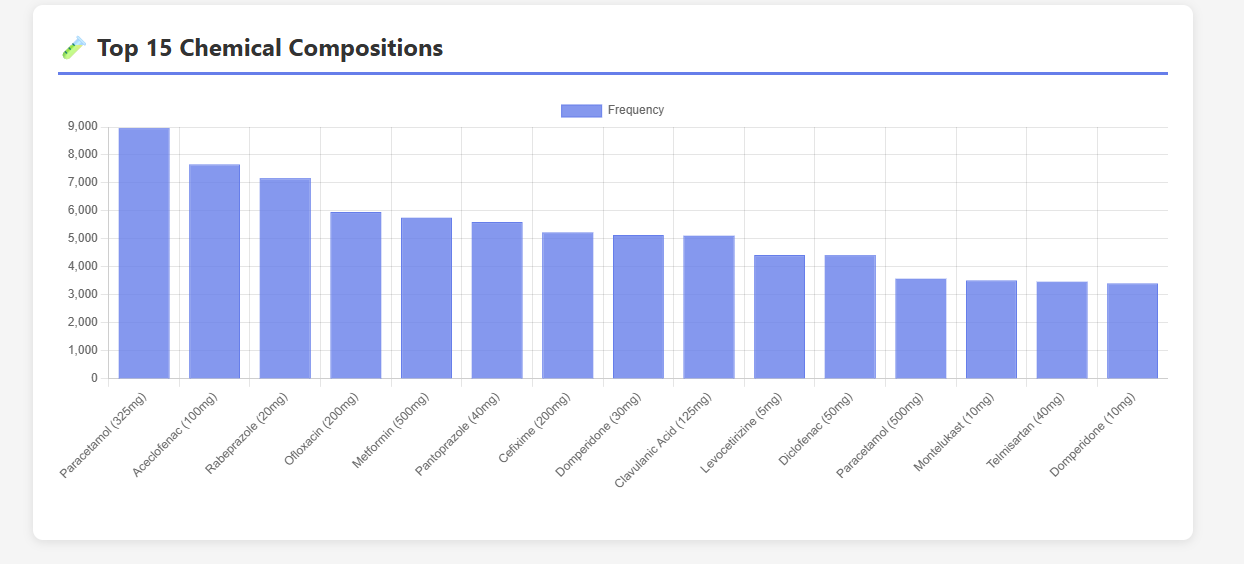 Top 15 Chemical Compositions
Frequency
9,000
8,000
7,000
6,000
5,000
4,000
3,000
2,000
1,000
0
Paracetamol (325mg)
Aceclofenac (100mg)
Rabeprazole (20mg)
Ofloxacin (200mg)
Metformin (500mg)
Pantoprazole (40mg)
Cefixime (200mg)
Domperidone (30mg)
Clavulanic Acid (125mg)
Levocetirizine (5mg)
Diclofenac (50mg)
Paracetamol (500mg)
Montelukast (10mg)
Telmisartan (40mg)
Domperidone (10mg)